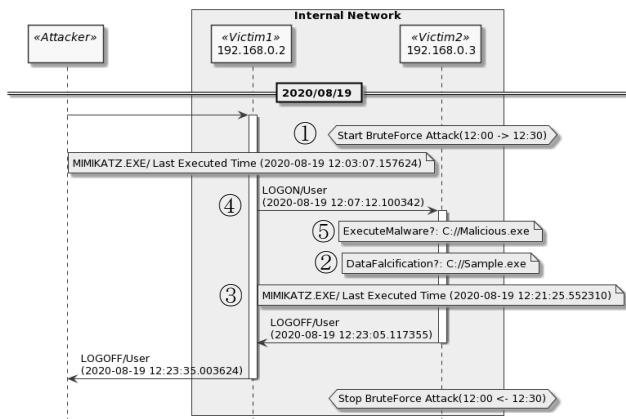 Internal Network
«Attacker»
«Victim1»
192.168.0.2
«Victim2»
192.168.0.3
2020/08/19
① Start BruteForce Attack(12:00 -> 12:30)
MIMIKATZ.EXE/ Last Executed Time (2020-08-19 12:03:07.157624)
④ LOGON/User
(2020-08-19 12:07:12.100342)
⑤ ExecuteMalware?: C://Malicious.exe
② DataFalcification?: C://Sample.exe
③ MIMIKATZ.EXE/ Last Executed Time (2020-08-19 12:21:25.552310)
LOGOFF/User
(2020-08-19 12:23:05.117355)
LOGOFF/User
(2020-08-19 12:23:35.003624)
Stop BruteForce Attack(12:00 <- 12:30)